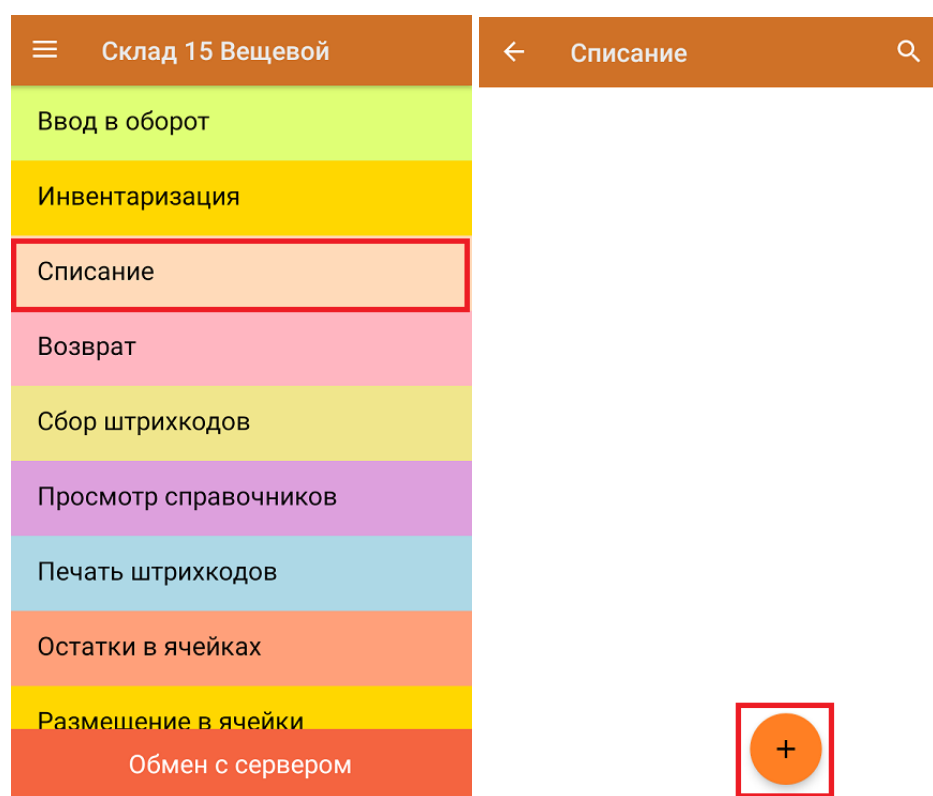 Склад 15 Вещевой
Ввод в оборот
Инвентаризация
Списание
Возврат
Сбор штрихкодов
Просмотр справочников
Печать штрихкодов
Остатки в ячейках
Размещение в ячейки
Обмен с сервером
Списание
+